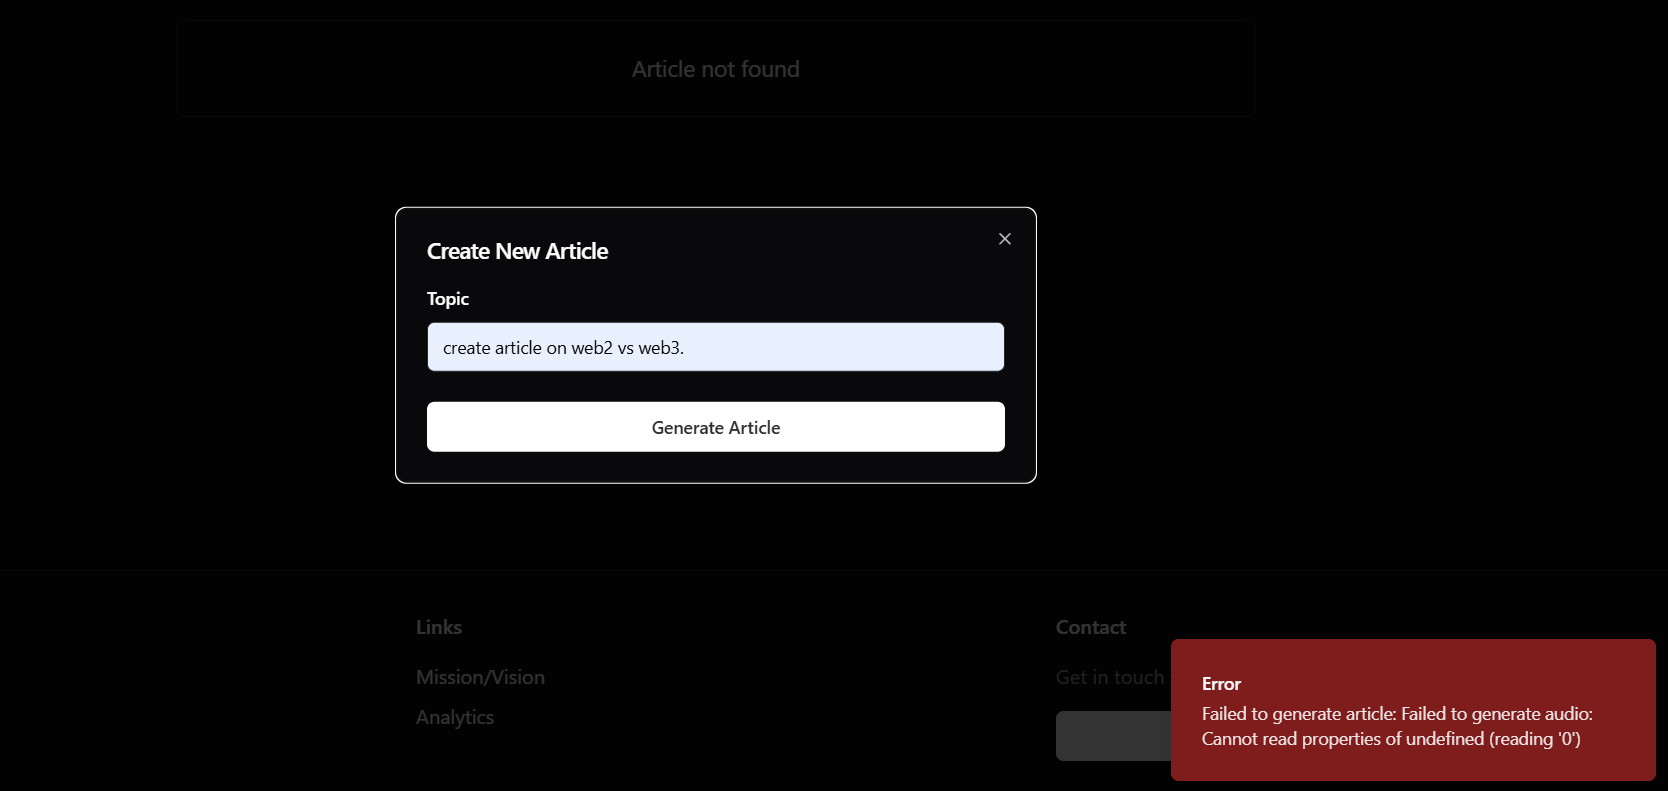 Article not found
Create New Article
Topic
create article on web2 vs web3.
Generate Article
Links
Mission/Vision
Analytics
Contact
Get in touch
Error
Failed to generate article: Failed to generate audio:
Cannot read properties of undefined (reading '0')